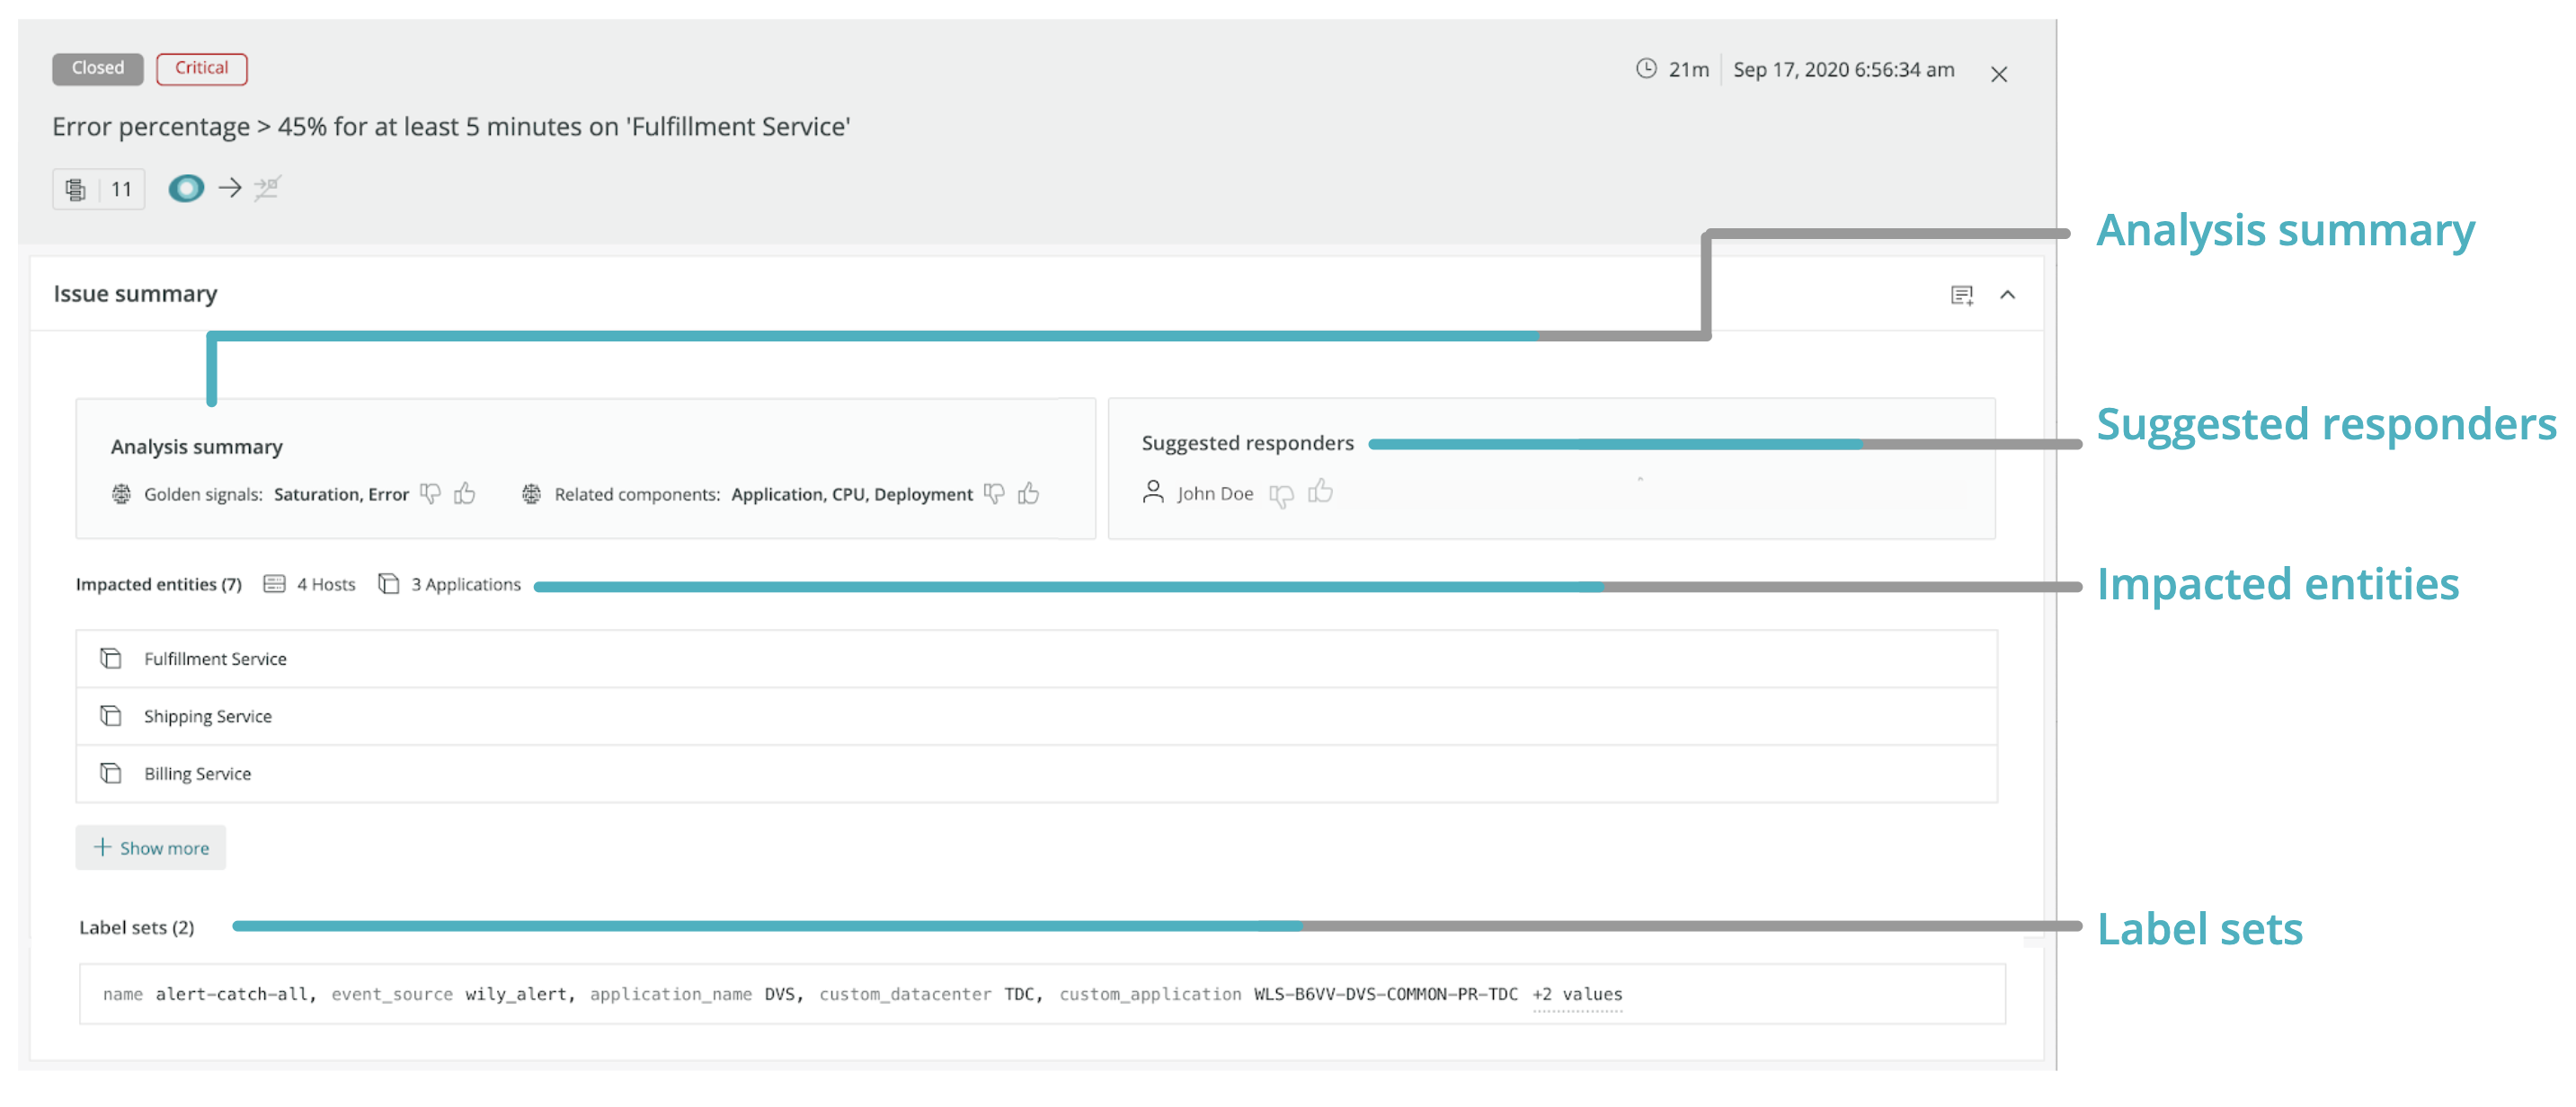 Closed Critical 21m Sep 17, 2020 6:56:34 am
Error percentage > 45% for at least 5 minutes on 'Fulfillment Service'
11
Analysis summary
Issue summary
Analysis summary
Golden signals: Saturation, Error Related components: Application, CPU, Deployment
Suggested responders
John Doe
Suggested responders
Impacted entities (7) 4 Hosts 3 Applications
Impacted entities
Fulfillment Service
Shipping Service
Billing Service
+ Show more
Label sets (2)
Label sets
name alert-catch-all, event_source wily_alert, application_name DVS, custom_datacenter TDC, custom_application WLS-B6VV-DVS-COMMON-PR-TDC +2 values